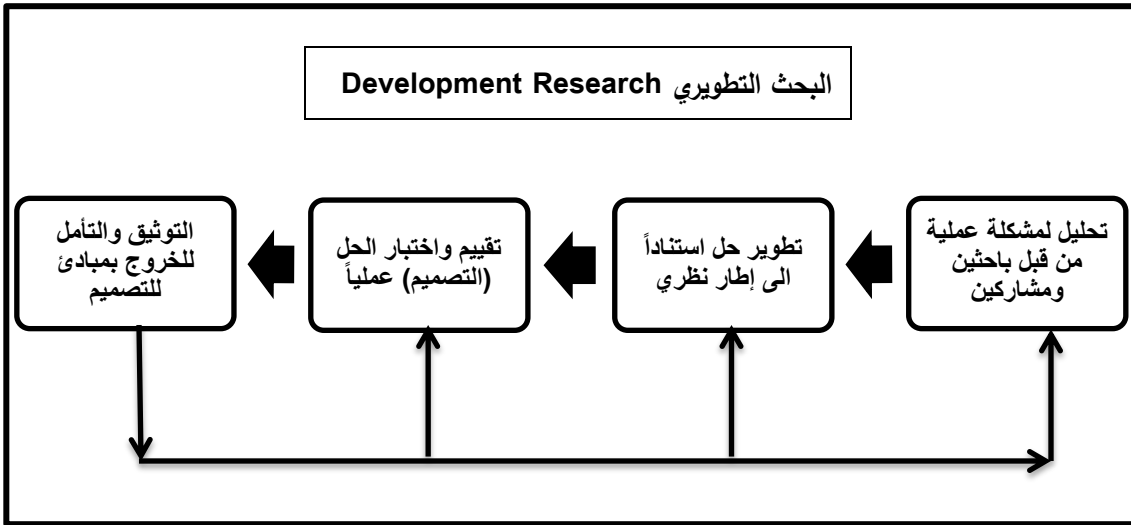 البحث التطويري Development Research
تحليل لمشكلة عملية
من قبل باحثين
ومشاركين
تطوير حل استناداً
الى إطار نظري
تقييم واختبار الحل
(التصميم) عملياً
التوثيق والتأمل
للخروج بمبادئ
للتصميم